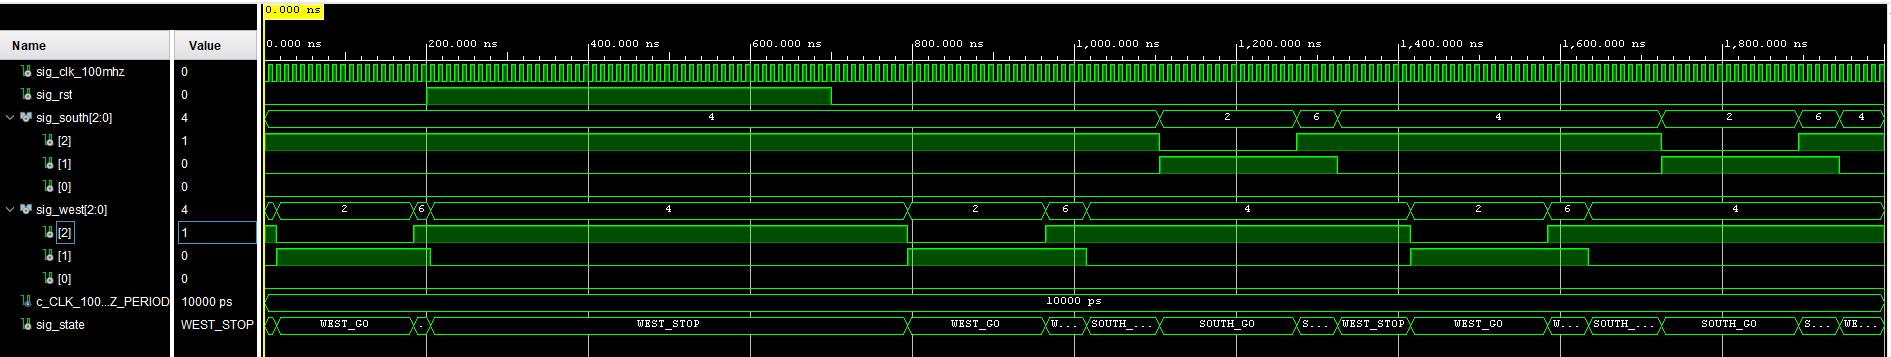 0.000 ns
Name Value 0.000 ns 200.000 ns 400.000 ns 600.000 ns 800.000 ns 1,000.000 ns 1,200.000 ns 1,400.000 ns 1,600.000 ns 1,800.000 ns
sig_clk_100mhz 0
sig_rst 0
sig_south[2:0] 4 4 2 6 4 2 6 4
[2] 1
[1] 0
[0] 0
sig_west[2:0] 4 2 6 4 2 6 4 2 6 4
[2] 1
[1] 0
[0] 0
c_CLK_100...Z_PERIOD 10000 ps 10000 ps
sig_state WEST_STOP WEST_GO . WEST_STOP WEST_GO W... SOUTH_... SOUTH_GO S... WEST_STOP WEST_GO W... SOUTH_... SOUTH_GO S... WE...